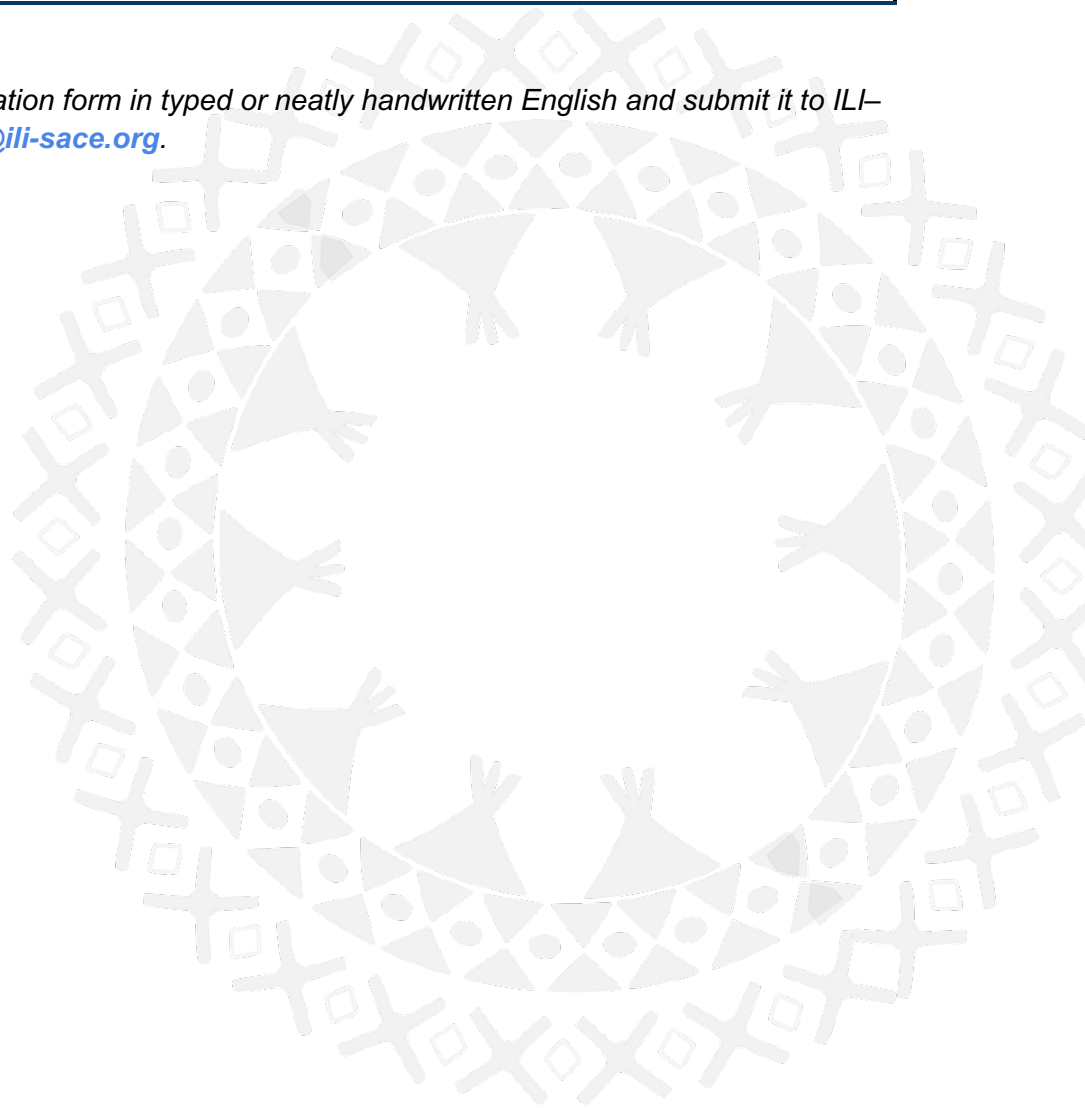 ation form in typed or neatly handwritten English and submit it to ILI–
@ili-sace.org.